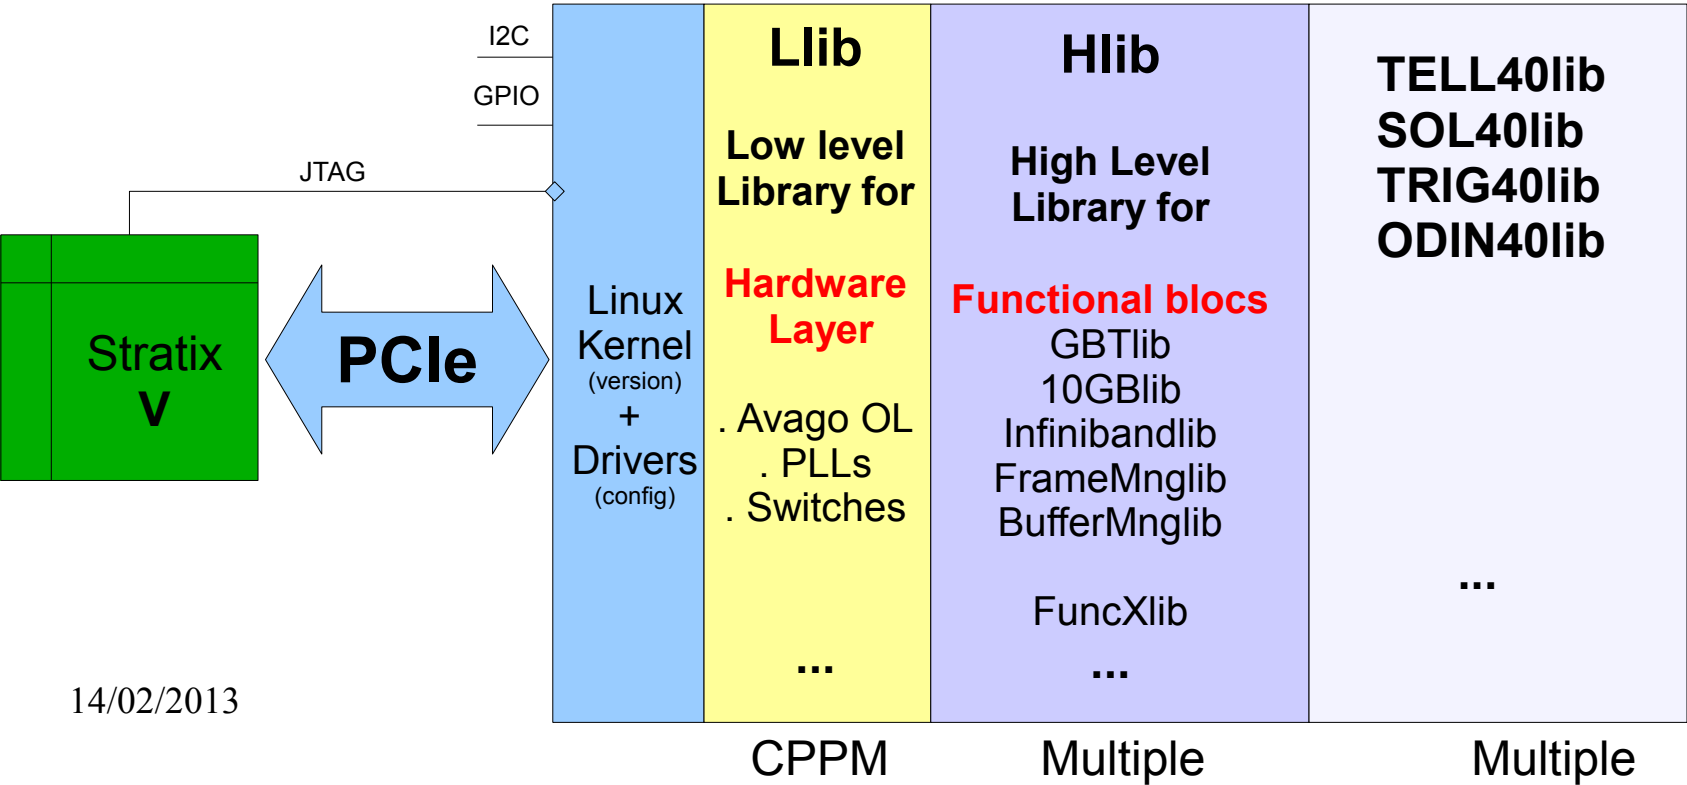 I2C
GPIO
JTAG
Stratix
V
PCIe
Linux
Kernel
(version)
+
Drivers
(config)
Llib
Low level
Library for
Hardware
Layer
. Avago OL
. PLLs
. Switches
...
Hlib
High Level
Library for
Functional blocs
GBTlib
10GBlib
Infinibandlib
FrameMnglib
BufferMnglib
FuncXlib
...
TELL40lib
SOL40lib
TRIG40lib
ODIN40lib
...
14/02/2013
CPPM
Multiple
Multiple